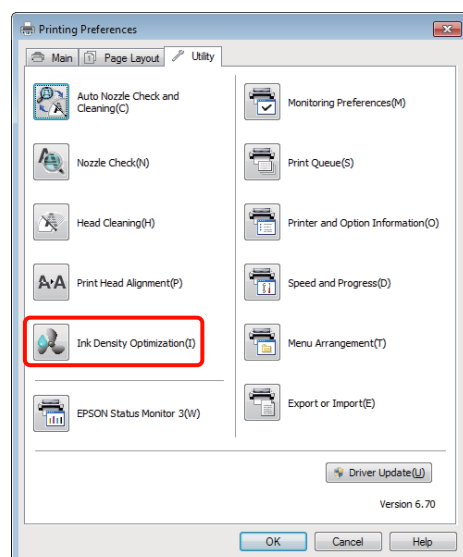 Printing Preferences
Main
Page Layout
Utility
Auto Nozzle Check and
Cleaning(C)
Monitoring Preferences(M)
Nozzle Check(N)
Print Queue(S)
Head Cleaning(H)
Printer and Option Information(O)
A
A
Print Head Alignment(P)
Speed and Progress(D)
Ink Density Optimization(I)
Menu Arrangement(T)
EPSON Status Monitor 3(W)
Export or Import(E)
Driver Update(U)
Version 6.70
OK
Cancel
Help